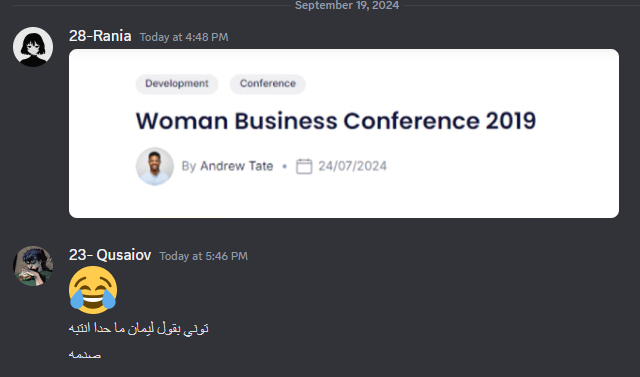 September 19, 2024
28-Rania Today at 4:48 PM
Development Conference
Woman Business Conference 2019
By Andrew Tate • 24/07/2024
23- Qusaiov Today at 5:46 PM
توني بقول ليمان ما حدا انتبه
صدمه